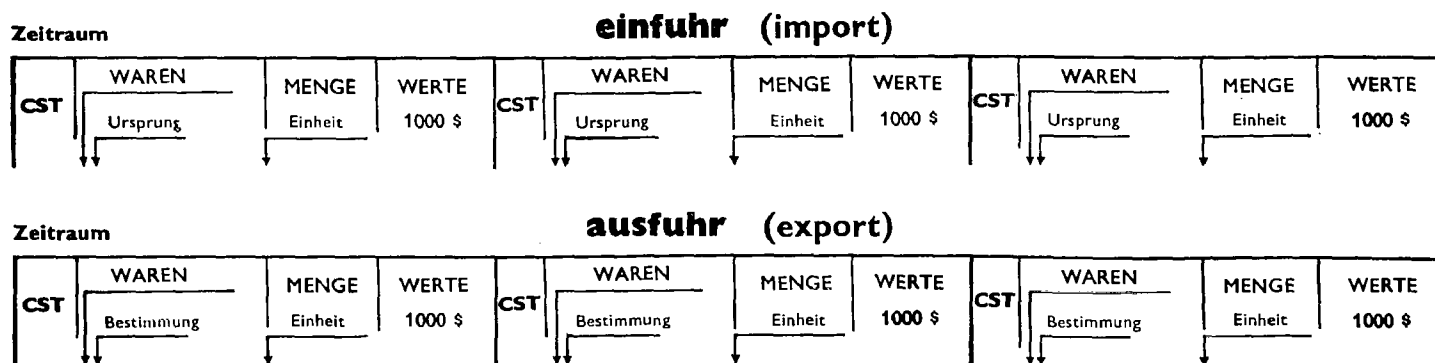 einfuhr (import)
Zeitraum
CST WAREN MENGE WERTE CST WAREN MENGE WERTE CST WAREN MENGE WERTE
Ursprung Einheit 1000 $ Ursprung Einheit 1000 $ Ursprung Einheit 1000 $
ausfuhr (export)
Zeitraum
CST WAREN MENGE WERTE CST WAREN MENGE WERTE CST WAREN MENGE WERTE
Bestimmung Einheit 1000 $ Bestimmung Einheit 1000 $ Bestimmung Einheit 1000 $